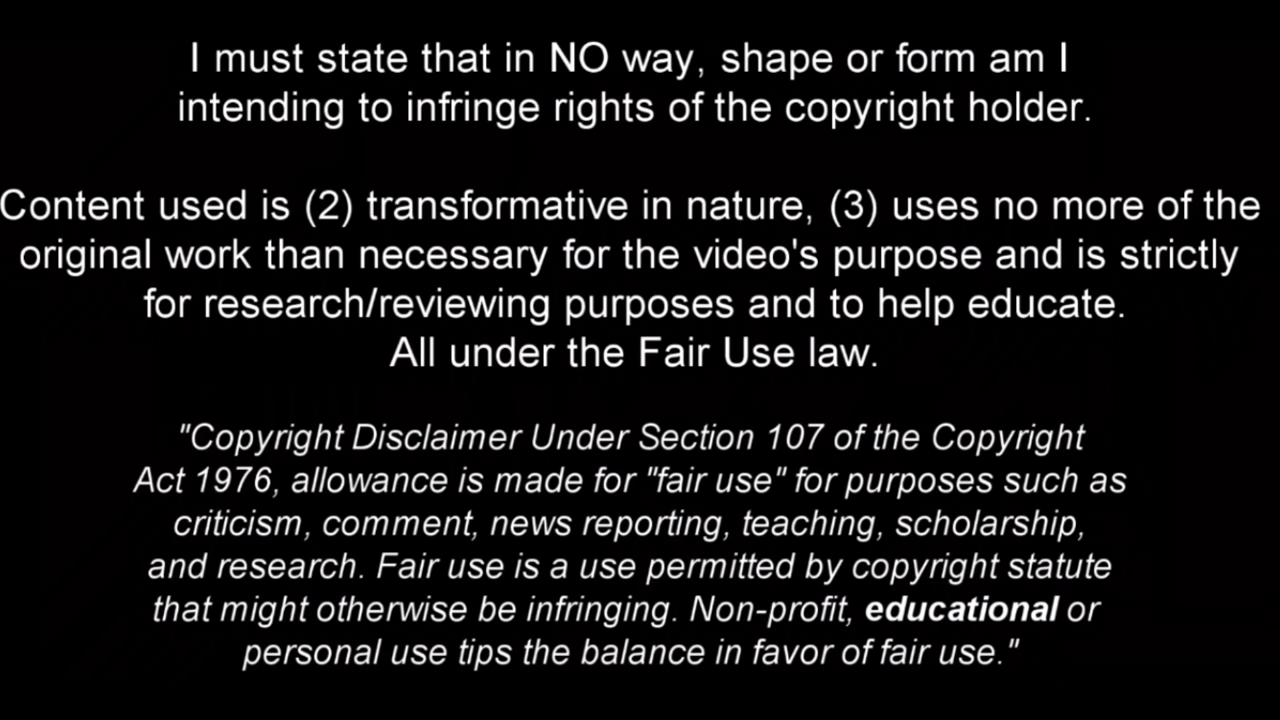 I must state that in NO way, shape or form am I
intending to infringe rights of the copyright holder.
Content used is (2) transformative in nature, (3) uses no more of the
original work than necessary for the video's purpose and is strictly
for research/reviewing purposes and to help educate.
All under the Fair Use law.
"Copyright Disclaimer Under Section 107 of the Copyright
Act 1976, allowance is made for "fair use" for purposes such as
criticism, comment, news reporting, teaching, scholarship,
and research. Fair use is a use permitted by copyright statute
that might otherwise be infringing. Non-profit, educational or
personal use tips the balance in favor of fair use."